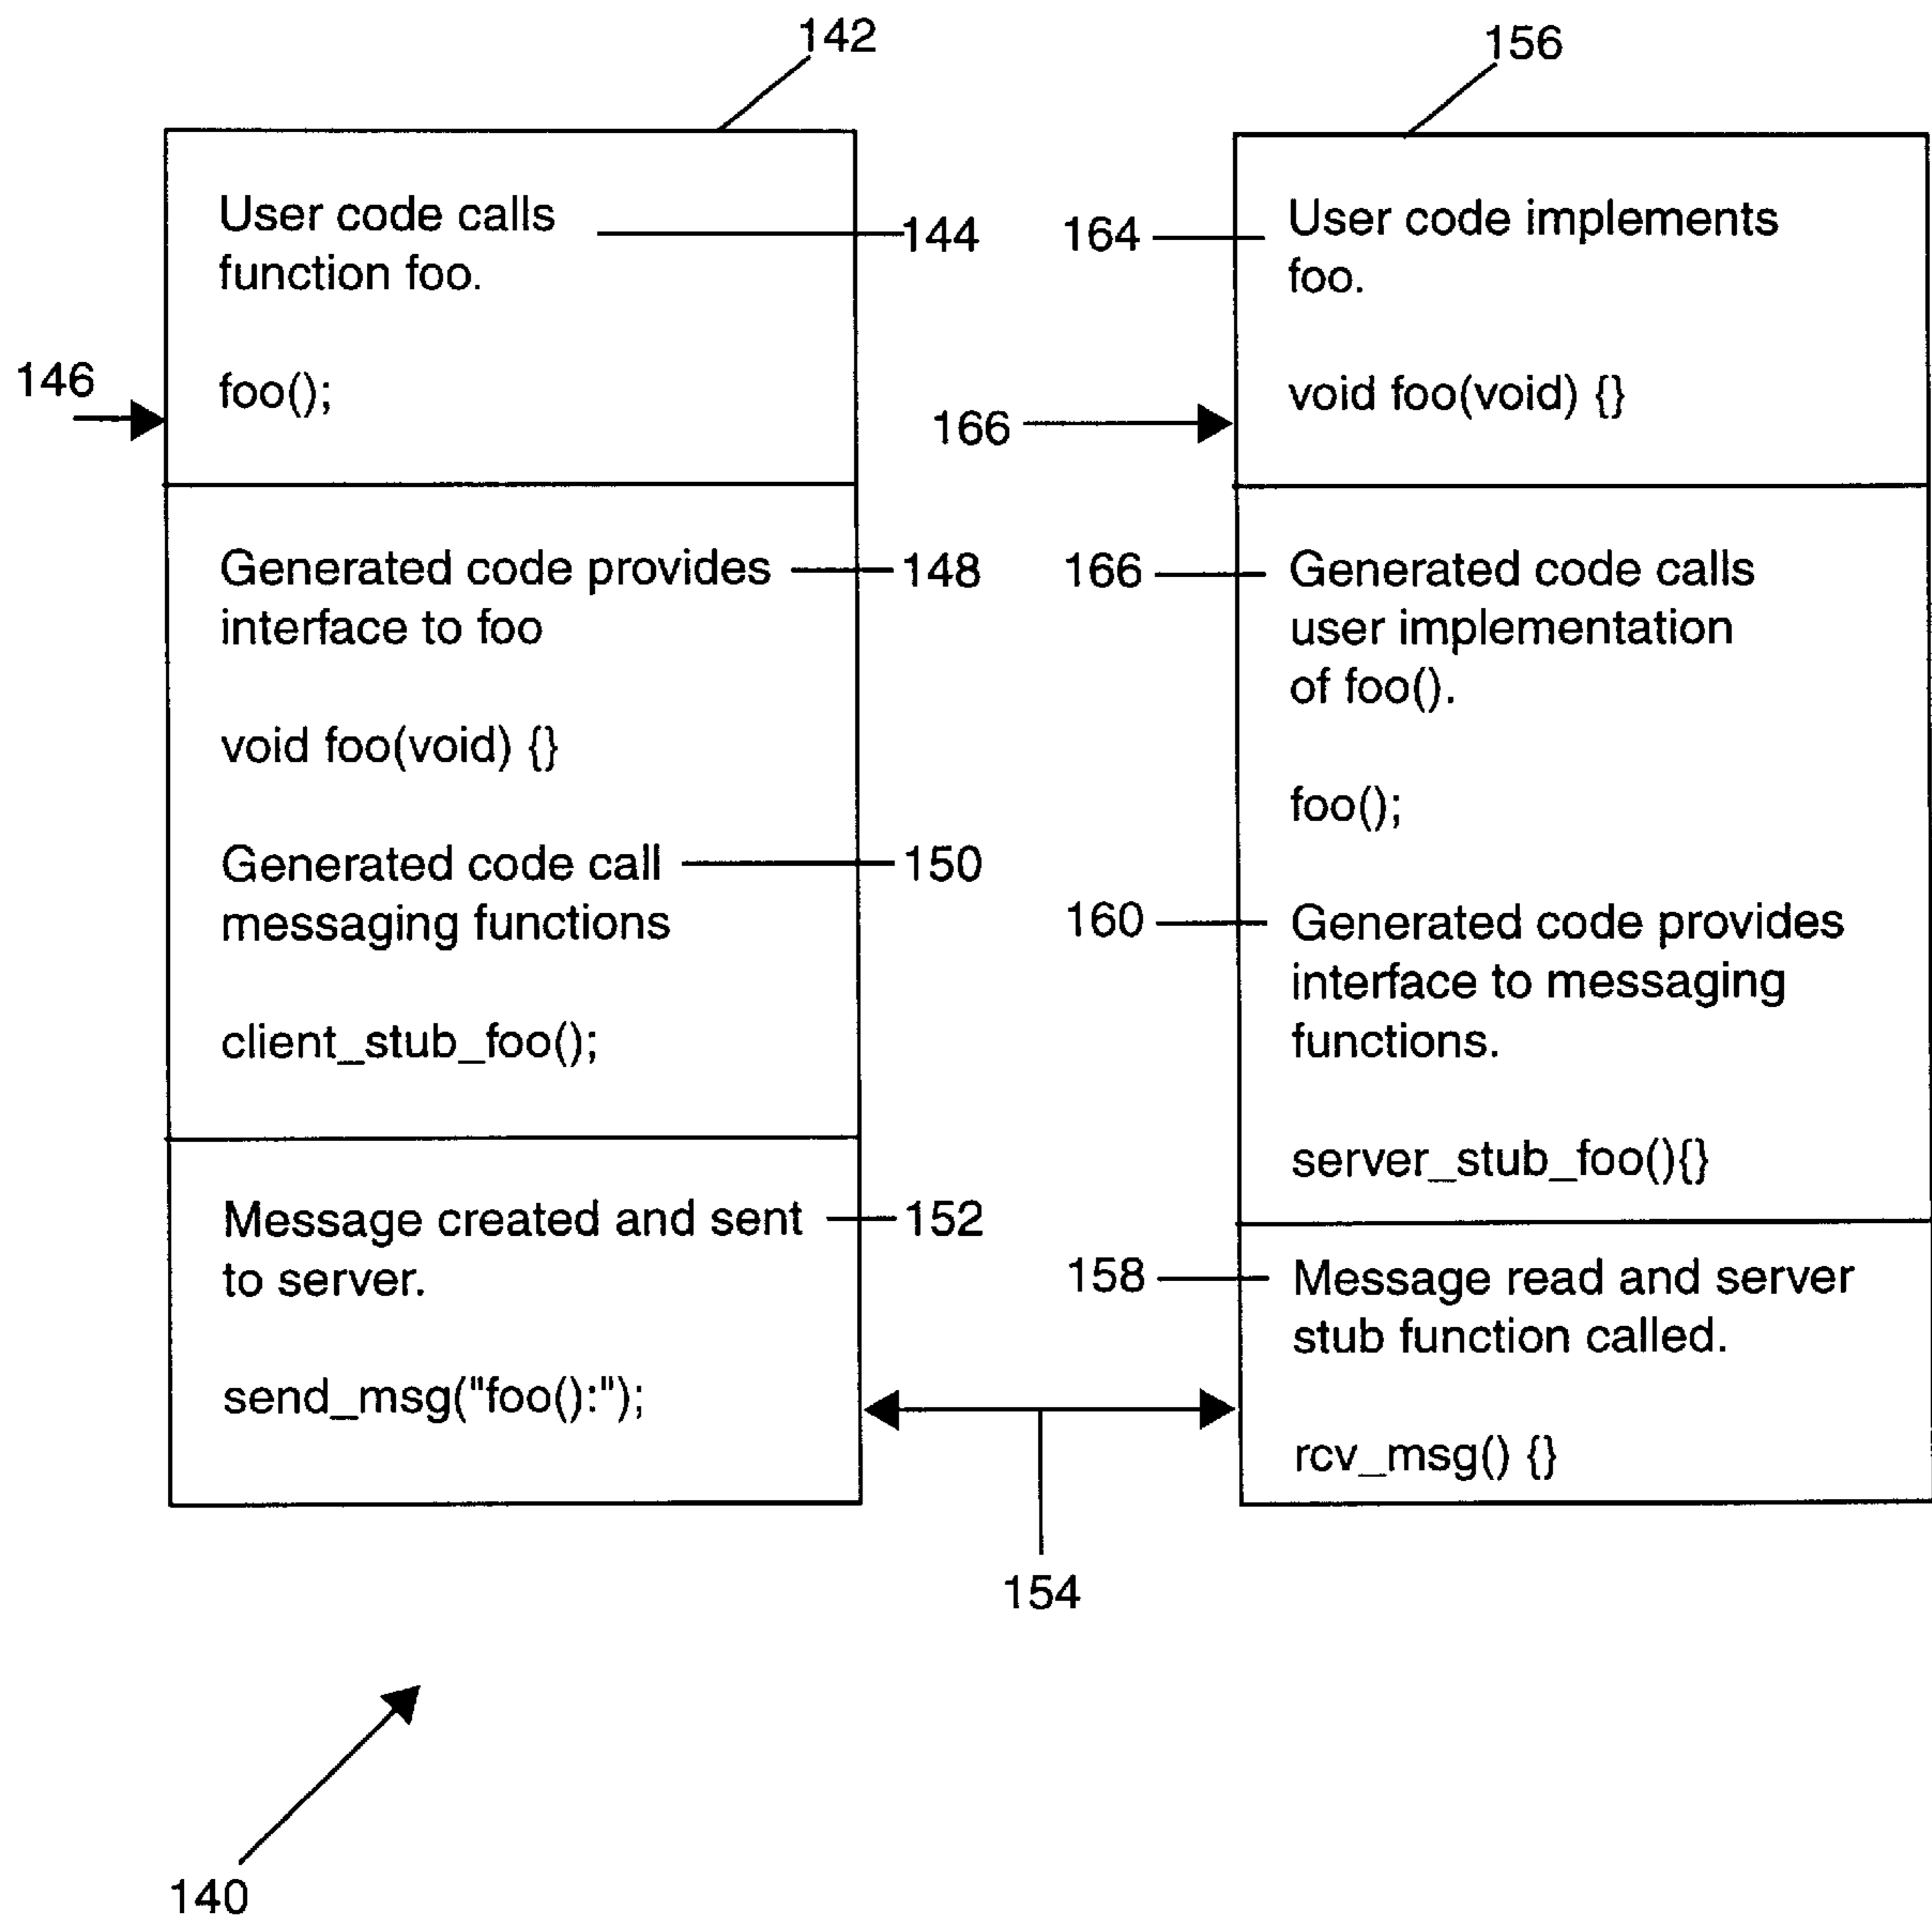 142
156
User code calls
function foo.
144
foo();
146
Generated code provides
interface to foo
148
void foo(void) {}
Generated code call
messaging functions
150
client_stub_foo();
Message created and sent
to server.
152
send_msg("foo():");
164
User code implements
foo.
void foo(void) {}
166
166
Generated code calls
user implementation
of foo().
foo();
160
Generated code provides
interface to messaging
functions.
server_stub_foo(){}
158
Message read and server
stub function called.
rcv_msg() {}
154
140